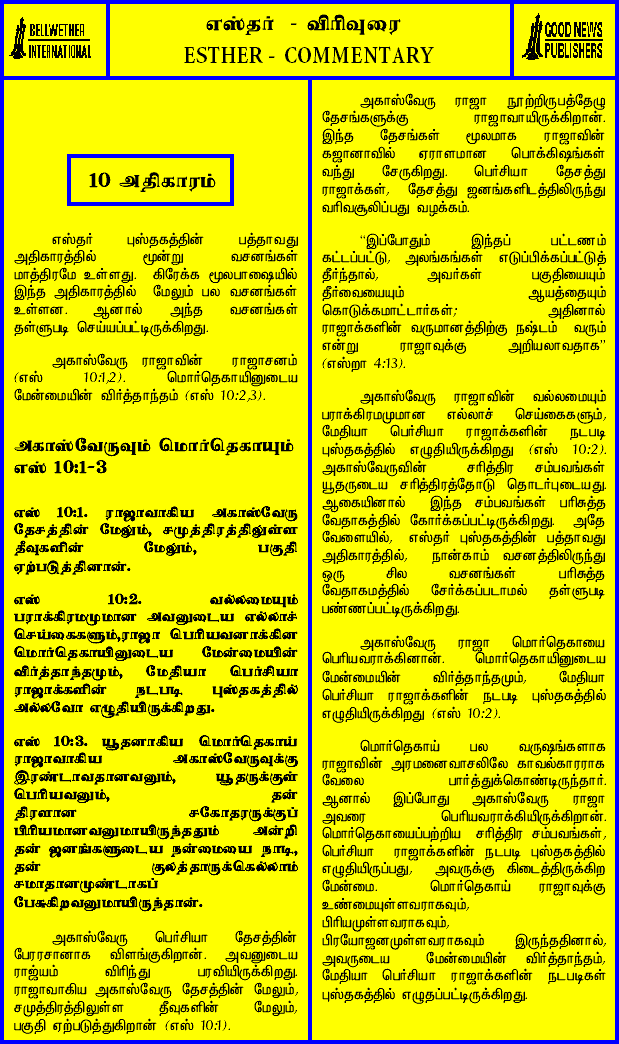 BELLWETHER
INTERNATIONAL
எஸ்தர் - விரிவுரை
ESTHER - COMMENTARY
GOOD NEWS
PUBLISHERS
10 அதிகாரம்
எஸ்தர் புஸ்தகத்தின் பத்தாவது
அதிகாரத்தில் மூன்று வசனங்கள்
மாத்திரமே உள்ளது. கிரேக்க மூலபாஷையில்
இந்த அதிகாரத்தில் மேலும் பல வசனங்கள்
உள்ளன. ஆனால் அந்த வசனங்கள்
தள்ளுபடி செய்யப்பட்டிருக்கிறது.
அகாஸ்வேரு ராஜாவின் ராஜாசனம்
(எஸ் 10:1,2). மொர்தெகாயினுடைய
மேன்மையின் விர்த்தாந்தம் (எஸ் 10:2,3).
அகாஸ்வேருவும் மொர்தெகாயும்
எஸ் 10:1-3
எஸ் 10:1. ராஜாவாகிய அகாஸ்வேரு
தேசத்தின் மேலும், சமுத்திரத்திலுள்ள
தீவுகளின் மேலும், பகுதி
ஏற்படுத்தினான்.
எஸ் 10:2. வல்லமையும்
பராக்கிரமமுமான அவனுடைய எல்லாச்
செய்கைகளும்,ராஜா பெரியவனாக்கின
மொர்தெகாயினுடைய மேன்மையின்
விர்த்தாந்தமும், மேதியா பெர்சியா
ராஜாக்களின் நடபடி புஸ்தகத்தில்
அல்லவோ எழுதியிருக்கிறது.
எஸ் 10:3. யூதனாகிய மொர்தெகாய்
ராஜாவாகிய அகாஸ்வேருவுக்கு
இரண்டாவதானவனும், யூதருக்குள்
பெரியவனும், தன்
திரளான சகோதரருக்குப்
பிரியமானவனுமாயிருந்ததும் அன்றி
தன் ஜனங்களுடைய நன்மையை நாடி,
தன் குலத்தாருக்கெல்லாம்
சமாதானமுண்டாகப்
பேசுகிறவனுமாயிருந்தான்.
அகாஸ்வேரு பெர்சியா தேசத்தின்
பேரரசானாக விளங்குகிறான். அவனுடைய
ராஜ்யம் விரிந்து பரவியிருக்கிறது.
ராஜாவாகிய அகாஸ்வேரு தேசத்தின் மேலும்,
சமுத்திரத்திலுள்ள தீவுகளின் மேலும்,
பகுதி ஏற்படுத்துகிறான் (எஸ் 10:1).
அகாஸ்வேரு ராஜா நூற்றிருபத்தேழு
தேசங்களுக்கு ராஜாவாயிருக்கிறான்.
இந்த தேசங்கள் மூலமாக ராஜாவின்
கஜானாவில் ஏராளமான பொக்கிஷங்கள்
வந்து சேருகிறது. பெர்சியா தேசத்து
ராஜாக்கள், தேசத்து ஜனங்களிடத்திலிருந்து
வரிவசூலிப்பது வழக்கம்.
"இப்போதும் இந்தப் பட்டணம்
கட்டப்பட்டு, அலங்கங்கள் எடுப்பிக்கப்பட்டுத்
தீர்ந்தால், அவர்கள் பகுதியையும்
தீர்வையையும் ஆயத்தையும்
கொடுக்கமாட்டார்கள்; அதினால்
ராஜாக்களின் வருமானத்திற்கு நஷ்டம் வரும்
என்று ராஜாவுக்கு அறியலாவதாக"
(எஸ்றா 4:13).
அகாஸ்வேரு ராஜாவின் வல்லமையும்
பராக்கிரமமுமான எல்லாச் செய்கைகளும்,
மேதியா பெர்சியா ராஜாக்களின் நடபடி
புஸ்தகத்தில் எழுதியிருக்கிறது (எஸ் 10:2).
அகாஸ்வேருவின் சரித்திர சம்பவங்கள்
யூதருடைய சரித்திரத்தோடு தொடர்புடையது.
ஆகையினால் இந்த சம்பவங்கள் பரிசுத்த
வேதாகத்தில் கோர்க்கப்பட்டிருக்கிறது. அதே
வேளையில், எஸ்தர் புஸ்தகத்தின் பத்தாவது
அதிகாரத்தில், நான்காம் வசனத்திலிருந்து
ஒரு சில வசனங்கள் பரிசுத்த
வேதாகமத்தில் சேர்க்கப்படாமல் தள்ளுபடி
பண்ணப்பட்டிருக்கிறது.
அகாஸ்வேரு ராஜா மொர்தெகாயை
பெரியவராக்கினான். மொர்தெகாயினுடைய
மேன்மையின் விர்த்தாந்தமும், மேதியா
பெர்சியா ராஜாக்களின் நடபடி புஸ்தகத்தில்
எழுதியிருக்கிறது (எஸ் 10:2).
மொர்தெகாய் பல வருஷங்களாக
ராஜாவின் அரமனைவாசலிலே காவல்காரராக
வேலை பார்த்துக்கொண்டிருந்தார்.
ஆனால் இப்போது அகாஸ்வேரு ராஜா
அவரை பெரியவராக்கியிருக்கிறான்.
மொர்தெகாயைப்பற்றிய சரித்திர சம்பவங்கள்,
பெர்சியா ராஜாக்களின் நடபடி புஸ்தகத்தில்
எழுதியிருப்பது, அவருக்கு கிடைத்திருக்கிற
மேன்மை. மொர்தெகாய் ராஜாவுக்கு
உண்மையுள்ளவராகவும்,
பிரியமுள்ளவராகவும்,
பிரயோஜனமுள்ளவராகவும் இருந்ததினால்,
அவருடைய மேன்மையின் விர்த்தாந்தம்,
மேதியா பெர்சியா ராஜாக்களின் நடபடிகள்
புஸ்தகத்தில் எழுதப்பட்டிருக்கிறது.